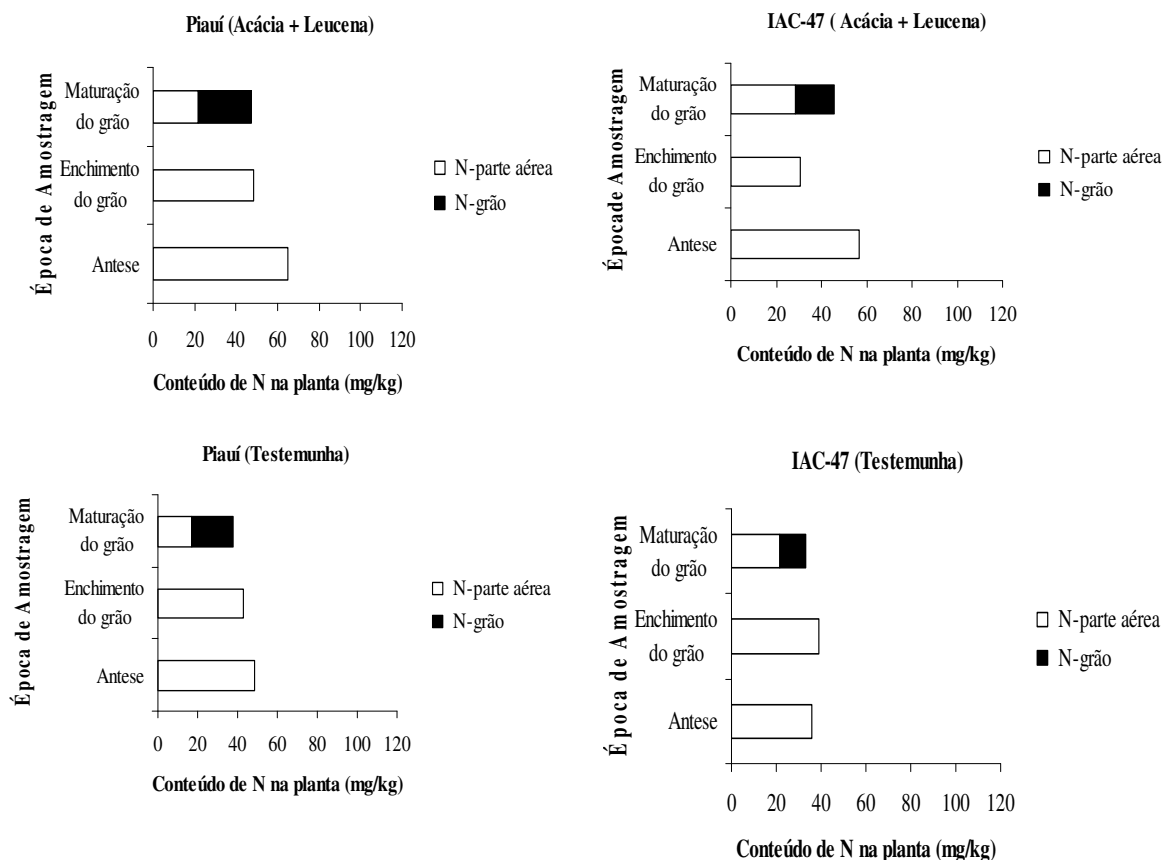 Piauí (Acácia + Leucena)
Época de Amostragem
Maturação
do grão
Enchimento
do grão
Antese
0 20 40 60 80 100 120
Conteúdo de N na planta (mg/kg)
N-parte aérea
N-grão
IAC-47 ( Acácia + Leucena)
Épocade Amostragem
Maturação
do grão
Enchimento
do grão
Antese
0 20 40 60 80 100 120
Conteúdo de N na planta (mg/kg)
N-parte aérea
N-grão
Piauí (Testemunha)
Época de Amostragem
Maturação
do grão
Enchimento
do grão
Antese
0 20 40 60 80 100 120
Conteúdo de N na planta (mg/kg)
N-parte aérea
N-grão
IAC-47 (Testemunha)
Época de Amostragem
Maturação
do grão
Enchimento
do grão
Antese
0 20 40 60 80 100 120
Conteúdo de N na planta (mg/kg)
N-parte aérea
N-grão